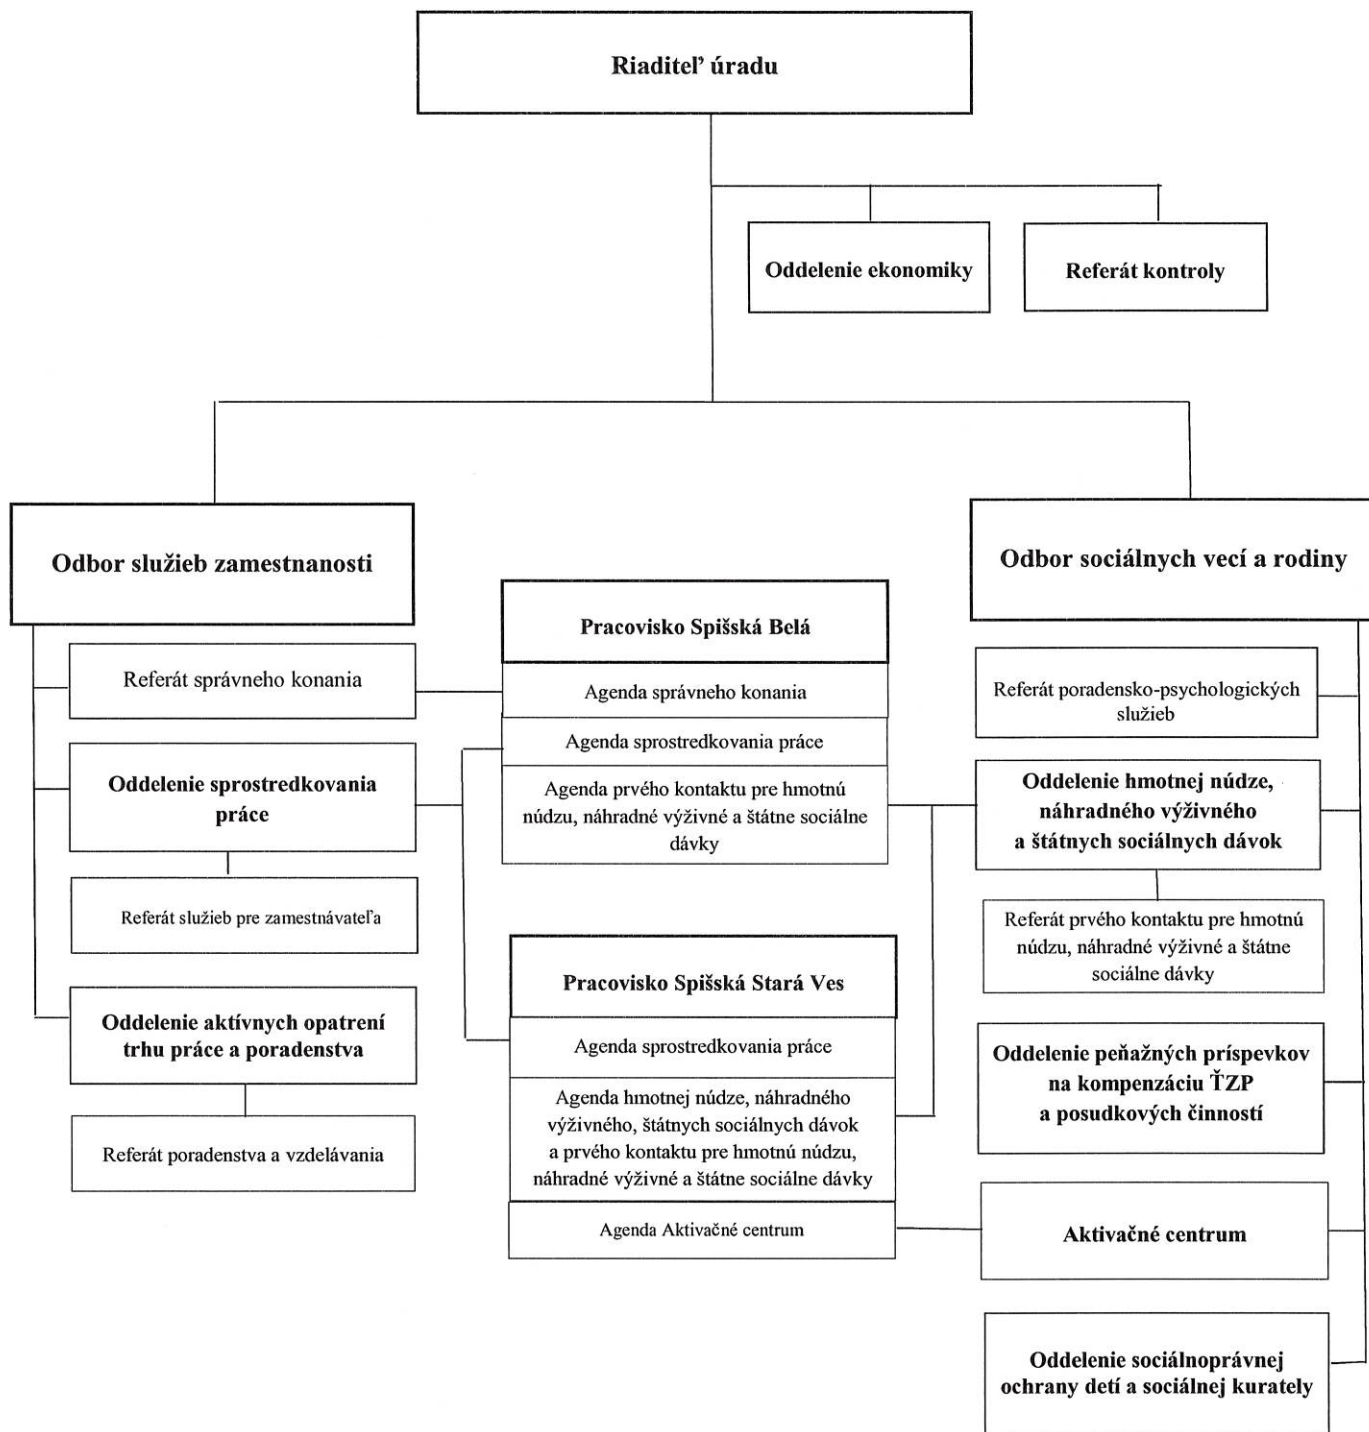 Riaditeľ úradu
Oddelenie ekonomiky
Referát kontroly
Odbor služieb zamestnanosti
Referát správneho konania
Oddelenie sprostredkovania
práce
Referát služieb pre zamestnávateľa
Oddelenie aktívnych opatrení
trhu práce a poradenstva
Referát poradenstva a vzdelávania
Pracovisko Spišská Belá
Agenda správneho konania
Agenda sprostredkovania práce
Agenda prvého kontaktu pre hmotnú
núdzu, náhradné výživné a štátne sociálne
dávky
Pracovisko Spišská Stará Ves
Agenda sprostredkovania práce
Agenda hmotnej núdze, náhradného
výživného, štátnych sociálnych dávok
a prvého kontaktu pre hmotnú núdzu,
náhradné výživné a štátne sociálne dávky
Agenda Aktivačné centrum
Odbor sociálnych vecí a rodiny
Referát poradensko-psychologických
služieb
Oddelenie hmotnej núdze,
náhradného výživného
a štátnych sociálnych dávok
Referát prvého kontaktu pre hmotnú
núdzu, náhradné výživné a štátne
sociálne dávky
Oddelenie peňažných príspevkov
na kompenzáciu ŤZP
a posudkových činností
Aktivačné centrum
Oddelenie sociálnoprávnej
ochrany detí a sociálnej kurately